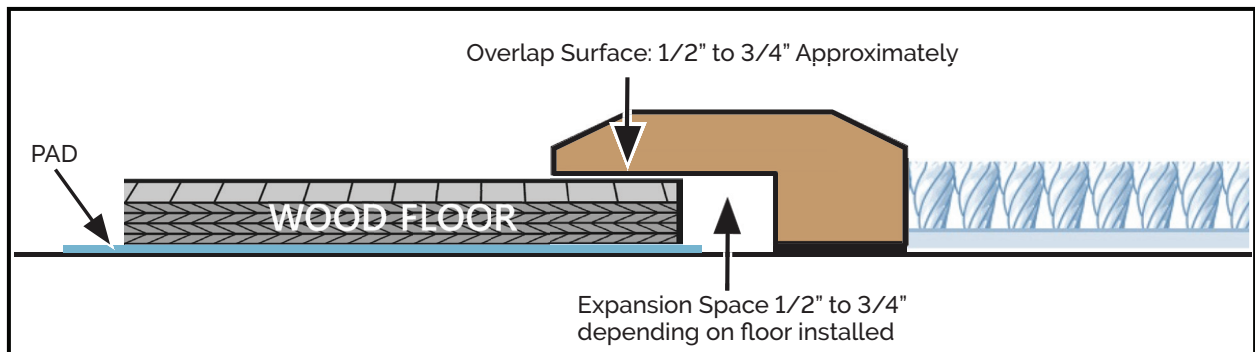 Overlap Surface: 1/2” to 3/4” Approximately
PAD
WOOD FLOOR
Expansion Space 1/2” to 3/4”
depending on floor installed